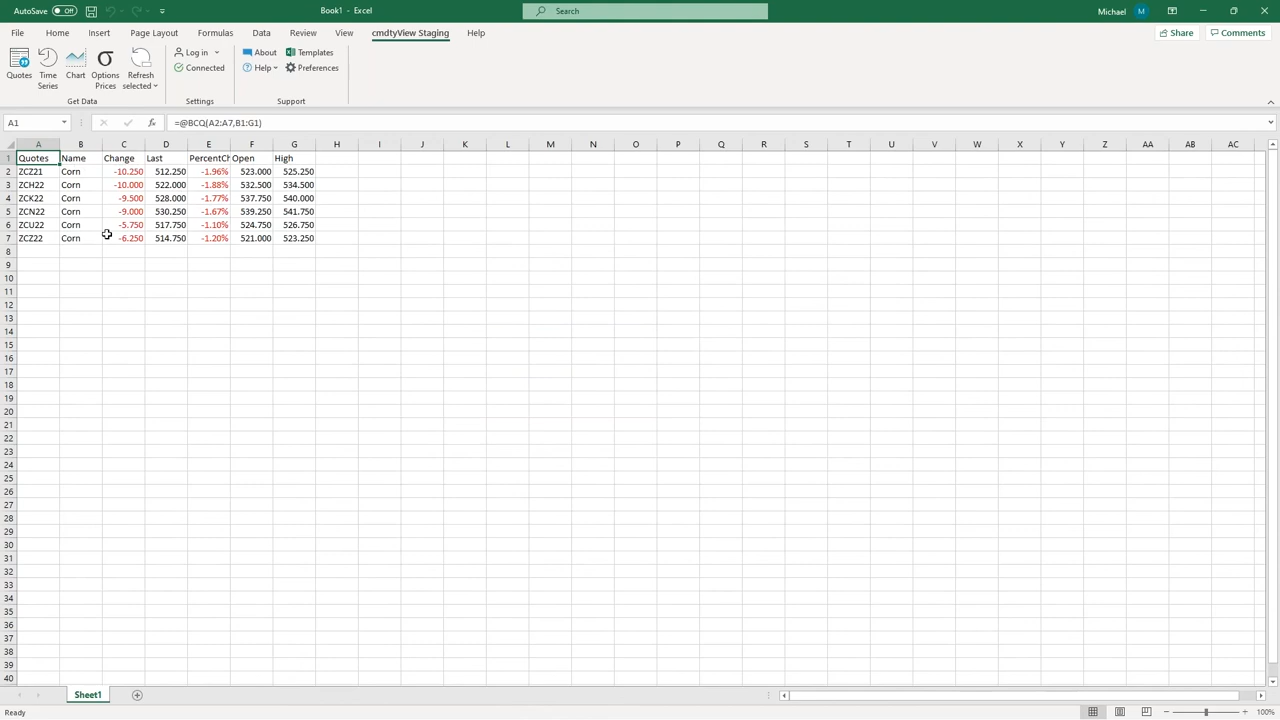 AutoSave Off Book1 - Excel Search Michael M
File Home Insert Page Layout Formulas Data Review View cmdtyView Staging Help Share Comments
Quotes Time Series Chart Options Prices Refresh selected Log in Connected About Help Templates Preferences
Get Data Settings Support
A1 fx =@BCQ(A2:A7,B1:G1)
A B C D E F G H I J K L M N O P Q R S T U V W X Y Z AA AB AC
1 Quotes Name Change Last PercentCh Open High
2 ZCZ21 Corn -10.250 512.250 -1.96% 523.000 525.250
3 ZCH22 Corn -10.000 522.000 -1.88% 532.500 534.500
4 ZCK22 Corn -9.500 528.000 -1.77% 537.750 540.000
5 ZCN22 Corn -9.000 530.250 -1.67% 539.250 541.750
6 ZCU22 Corn -5.750 517.750 -1.10% 524.750 526.750
7 ZCZ22 Corn -6.250 514.750 -1.20% 521.000 523.250
8
9
10
11
12
13
14
15
16
17
18
19
20
21
22
23
24
25
26
27
28
29
30
31
32
33
34
35
36
37
38
39
40
Sheet1
Ready 100%